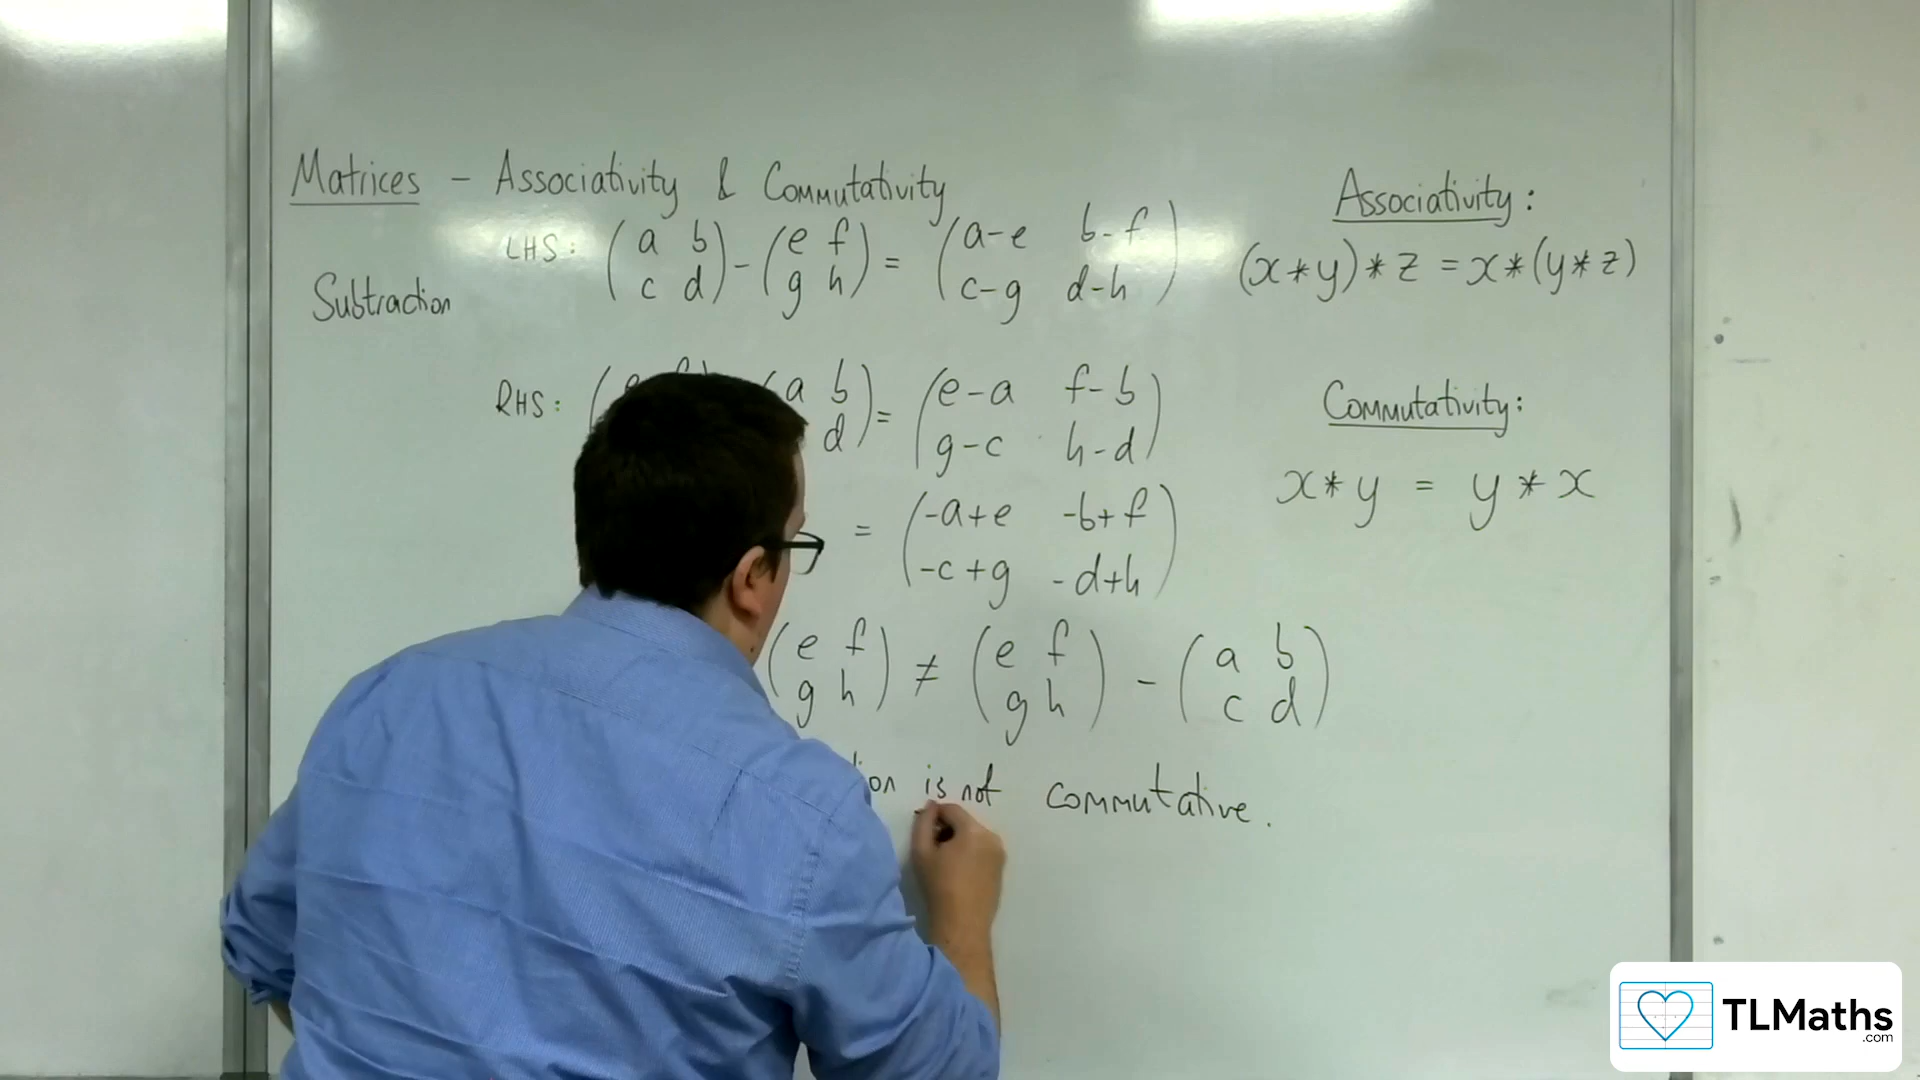 Matrices - Associativity & Commutativity
LHS: (a b) - (e f) = (a-e b-f)
(c d) (g h) (c-g d-h)
Subtraction
RHS: a b) = (e-a f-b)
d) (g-c h-d)
= (-a+e -b+f)
(-c+g -d+h)
(e f) ≠ (e f) - (a b)
(g h) (g h) (c d)
is not commutative.
Associativity:
(x*y)*z = x*(y*z)
Commutativity:
x*y = y*x
TLMaths
.com